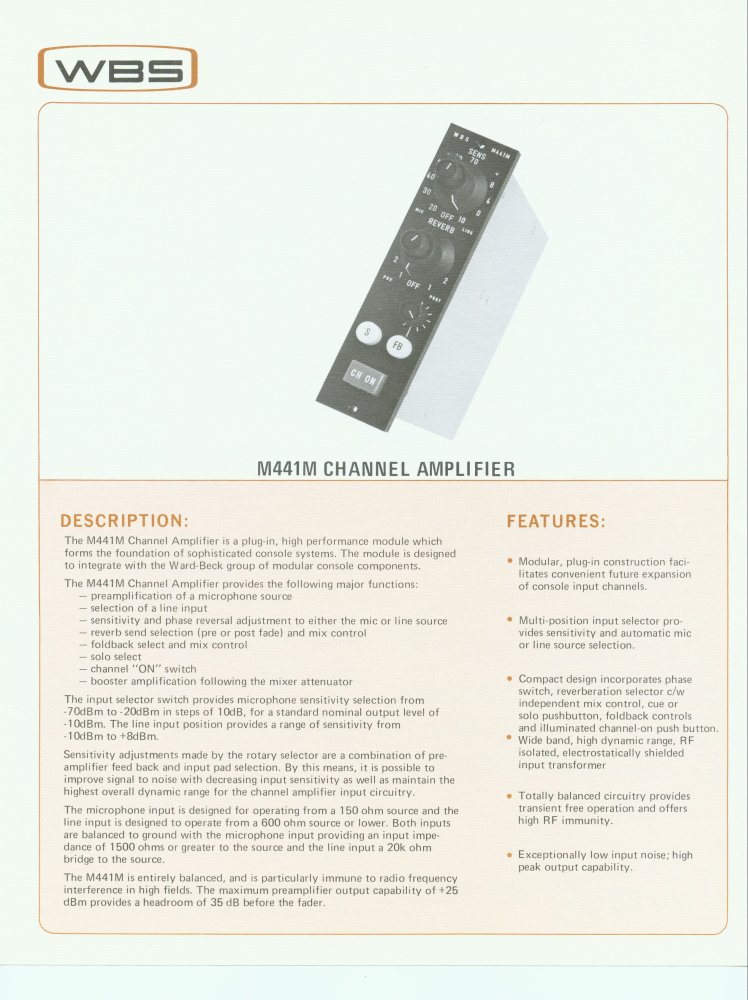 WBS
WBS M441M
SENS
70
40
30
20 OFF 10
+
8
4
0
MIC
LINE
REVERB
2 2
1 OFF 1
PRE POST
S
FB
CH ON
M441M CHANNEL AMPLIFIER
DESCRIPTION:
The M441M Channel Amplifier is a plug-in, high performance module which
forms the foundation of sophisticated console systems. The module is designed
to integrate with the Ward-Beck group of modular console components.
The M441M Channel Amplifier provides the following major functions:
— preamplification of a microphone source
— selection of a line input
— sensitivity and phase reversal adjustment to either the mic or line source
— reverb send selection (pre or post fade) and mix control
— foldback select and mix control
— solo select
— channel "ON" switch
— booster amplification following the mixer attenuator
The input selector switch provides microphone sensitivity selection from
-70dBm to -20dBm in steps of 10dB, for a standard nominal output level of
-10dBm. The line input position provides a range of sensitivity from
-10dBm to +8dBm.
Sensitivity adjustments made by the rotary selector are a combination of pre-
amplifier feed back and input pad selection. By this means, it is possible to
improve signal to noise with decreasing input sensitivity as well as maintain the
highest overall dynamic range for the channel amplifier input circuitry.
The microphone input is designed for operating from a 150 ohm source and the
line input is designed to operate from a 600 ohm source or lower. Both inputs
are balanced to ground with the microphone input providing an input impe-
dance of 1500 ohms or greater to the source and the line input a 20k ohm
bridge to the source.
The M441M is entirely balanced, and is particularly immune to radio frequency
interference in high fields. The maximum preamplifier output capability of +25
dBm provides a headroom of 35 dB before the fader.
FEATURES:
• Modular, plug-in construction faci-
litates convenient future expansion
of console input channels.
• Multi-position input selector pro-
vides sensitivity and automatic mic
or line source selection.
• Compact design incorporates phase
switch, reverberation selector c/w
independent mix control, cue or
solo pushbutton, foldback controls
and illuminated channel-on push button.
• Wide band, high dynamic range, RF
isolated, electrostatically shielded
input transformer
• Totally balanced circuitry provides
transient free operation and offers
high RF immunity.
• Exceptionally low input noise; high
peak output capability.